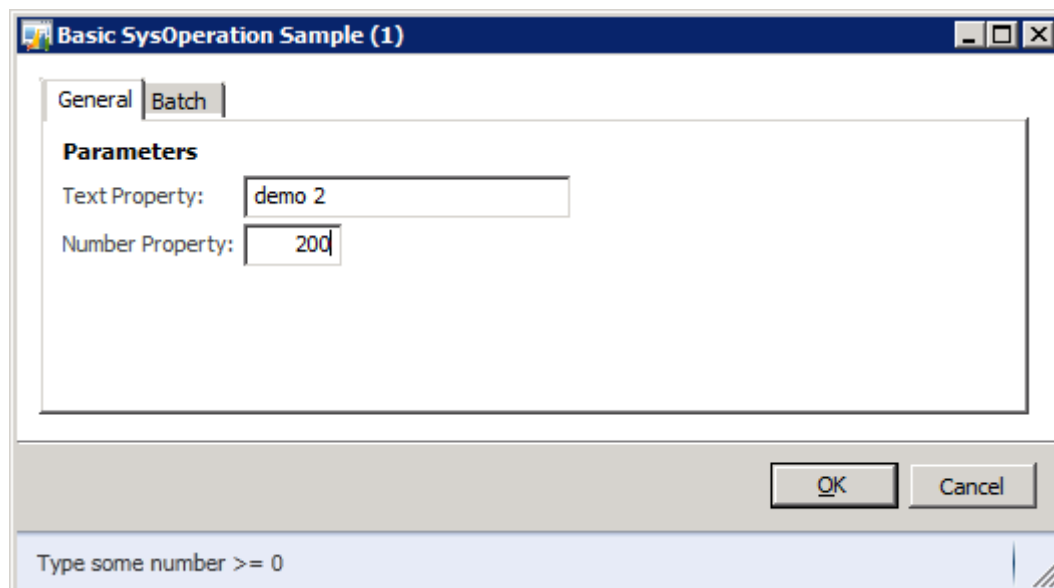 Basic SysOperation Sample (1)
General Batch
Parameters
Text Property: demo 2
Number Property: 200
OK Cancel
Type some number >= 0